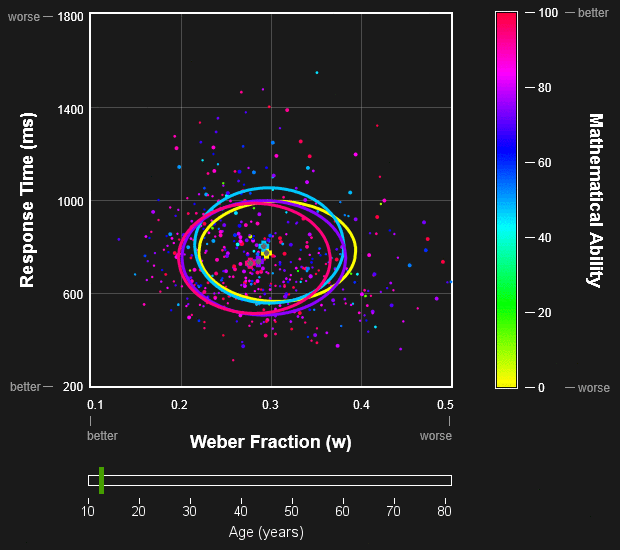 worse
1800
1400
1000
600
better
200
Response Time (ms)
0.1
0.2
0.3
0.4
0.5
better
worse
Weber Fraction (w)
10
20
30
40
50
60
70
80
Age (years)
100
better
80
60
40
20
0
worse
Mathematical Ability